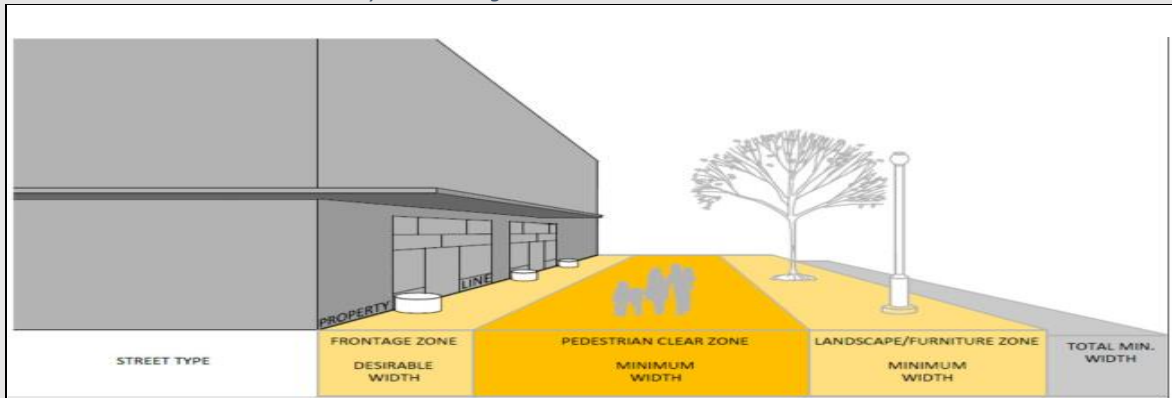 PROPERTY LINE
STREET TYPE
FRONTAGE ZONE
DESIRABLE
WIDTH
PEDESTRIAN CLEAR ZONE
MINIMUM
WIDTH
LANDSCAPE/FURNITURE ZONE
MINIMUM
WIDTH
TOTAL MIN.
WIDTH